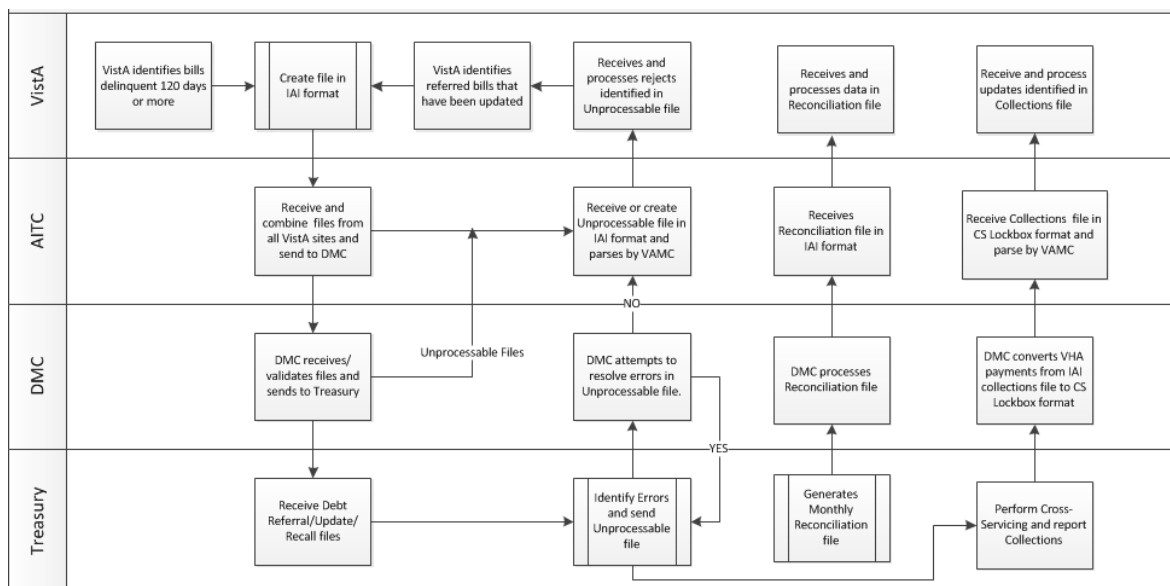 VistA
VistA identifies bills
delinquent 120 days
or more
Create file in
IAI format
VistA identifies
referred bills that
have been updated
Receives and
processes rejects
identified in
Unprocessable file
Receives and
processes data in
Reconciliation file
Receive and process
updates identified in
Collections file
AITC
Receive and
combine files from
all VistA sites and
send to DMC
Receive or create
Unprocessable file in
IAI format and
parses by VAMC
Receives
Reconciliation file in
IAI format
Receive Collections file in
CS Lockbox format and
parse by VAMC
NO
DMC
DMC receives/
validates files and
sends to Treasury
Unprocessable Files
DMC attempts to
resolve errors in
Unprocessable file.
DMC processes
Reconciliation file
DMC converts VHA
payments from IAI
collections file to CS
Lockbox format
YES
Treasury
Receive Debt
Referral/Update/
Recall files
Identify Errors
and send
Unprocessable
file
Generates
Monthly
Reconciliation
file
Perform Cross-
Servicing and report
Collections